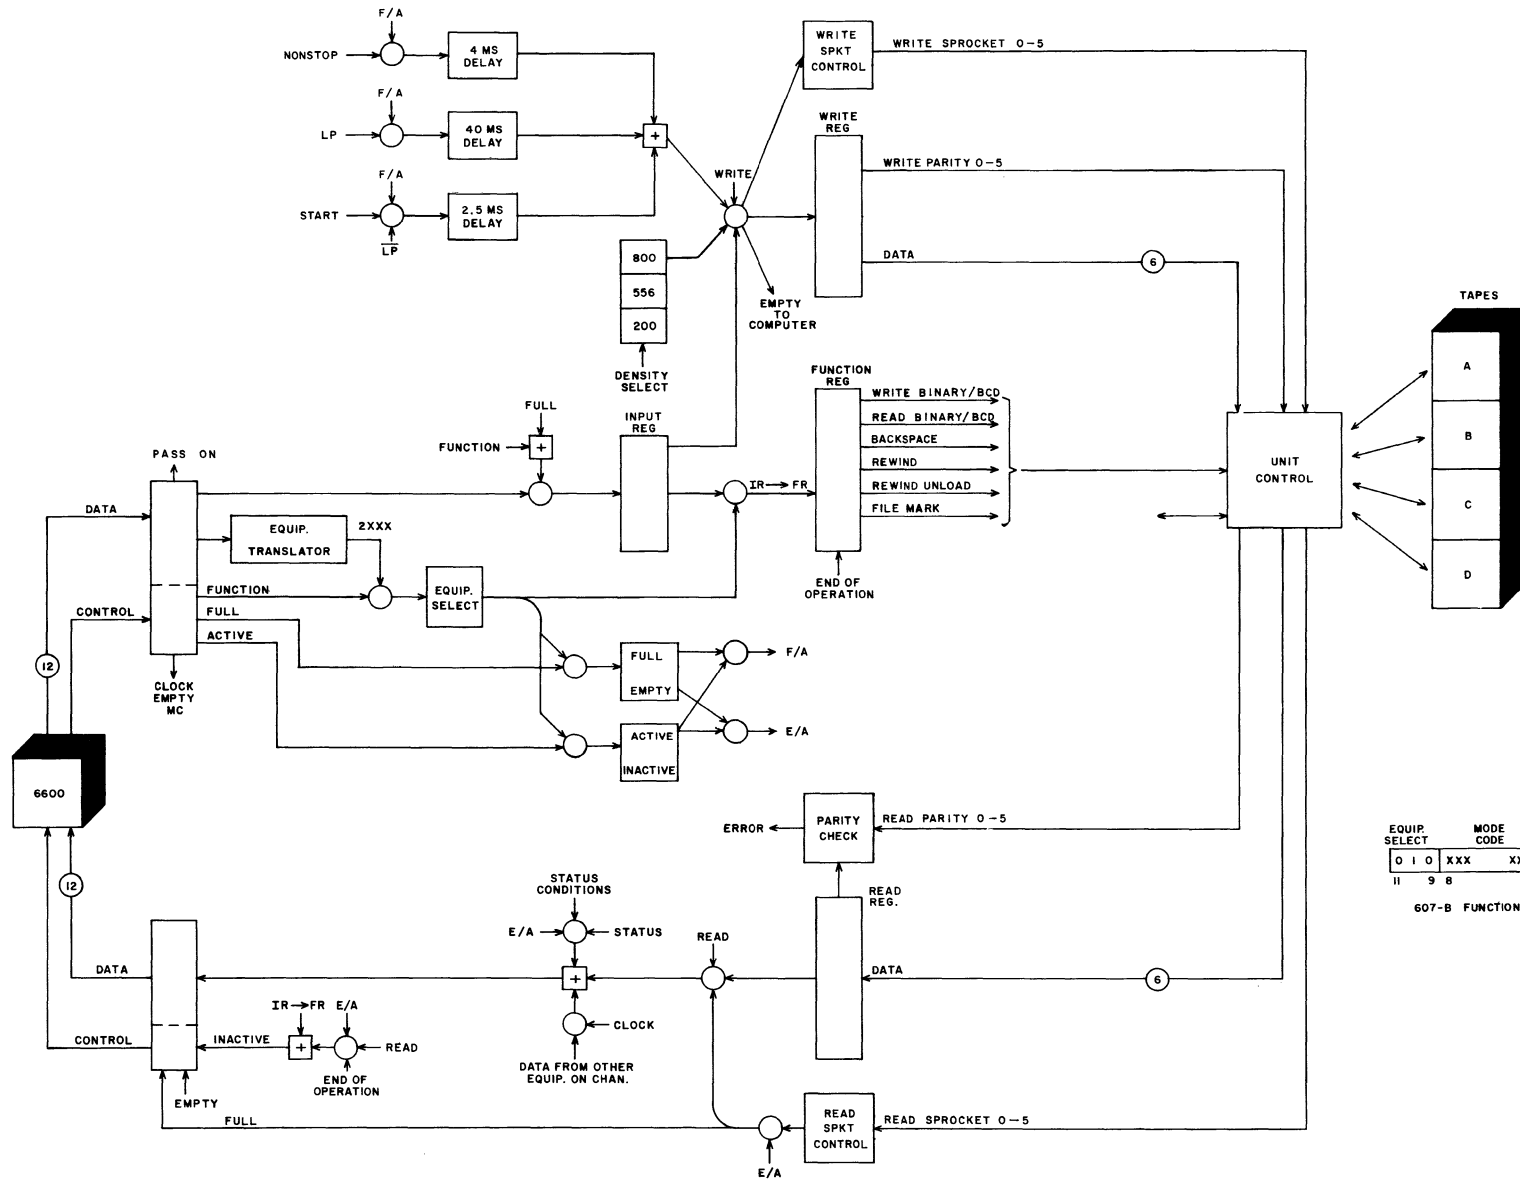 F/A
NONSTOP
4 MS
DELAY
WRITE
SPKT
CONTROL
WRITE SPROCKET 0-5
F/A
LP
40 MS
DELAY
+
WRITE
REG
WRITE PARITY 0-5
F/A
START
LP
2.5 MS
DELAY
WRITE
DATA
6
800
556
200
DENSITY
SELECT
EMPTY
TO
COMPUTER
TAPES
A
B
C
D
FUNCTION
REG
WRITE BINARY/BCD
READ BINARY/BCD
BACKSPACE
REWIND
REWIND UNLOAD
FILE MARK
UNIT
CONTROL
FULL
FUNCTION
+
INPUT
REG
IR→FR
END OF
OPERATION
PASS ON
DATA
EQUIP.
TRANSLATOR
2XXX
FUNCTION
EQUIP.
SELECT
CONTROL
FULL
ACTIVE
12
CLOCK
EMPTY
MC
FULL
EMPTY
F/A
ACTIVE
INACTIVE
E/A
6600
PARITY
CHECK
ERROR
READ PARITY 0-5
EQUIP.
SELECT
MODE
CODE
0 1 0 XXX XX
11 9 8
607-B FUNCTION
12
STATUS
CONDITIONS
E/A
STATUS
READ
READ
REG.
DATA
+
DATA
6
IR→FR E/A
CLOCK
CONTROL
INACTIVE
+
READ
DATA FROM OTHER
EQUIP. ON CHAN.
END OF
OPERATION
EMPTY
FULL
READ
SPKT
CONTROL
READ SPROCKET 0-5
E/A